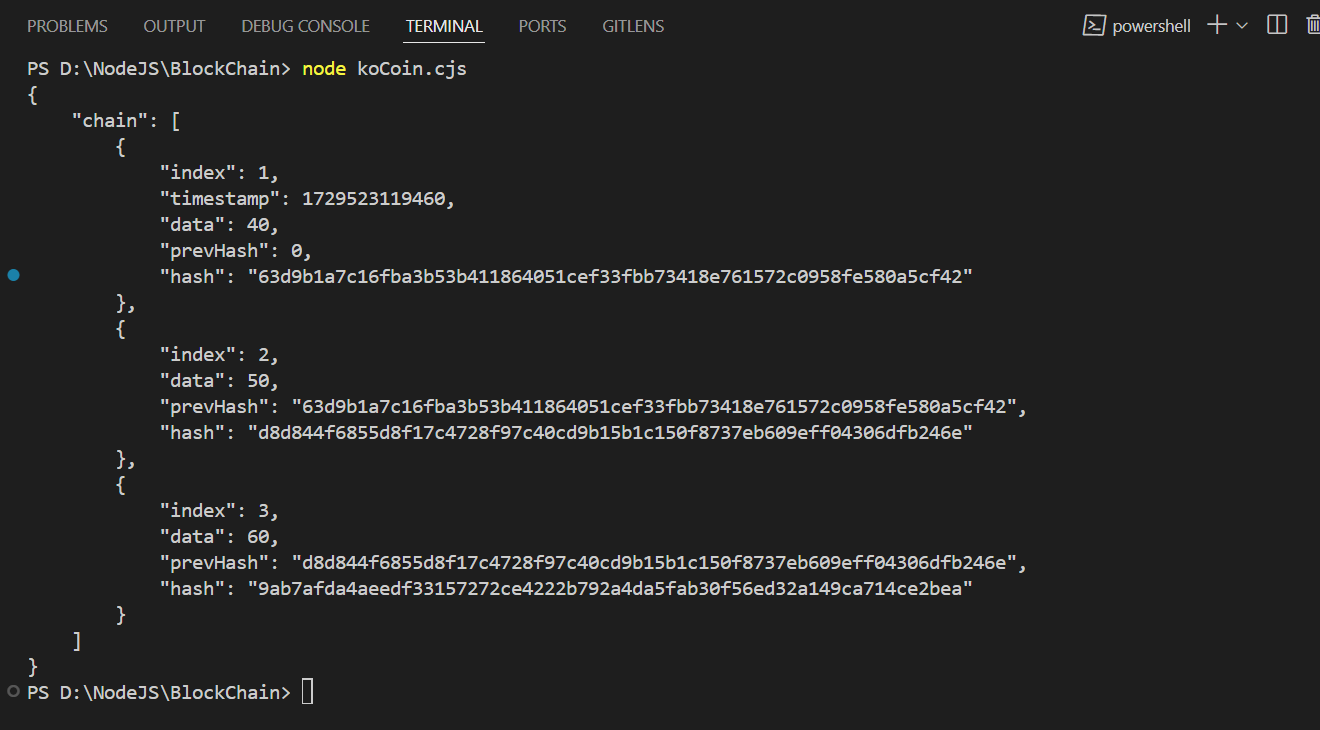 PROBLEMS OUTPUT DEBUG CONSOLE TERMINAL PORTS GITLENS powershell
PS D:\NodeJS\BlockChain> node koCoin.cjs
{
    "chain": [
        {
            "index": 1,
            "timestamp": 1729523119460,
            "data": 40,
            "prevHash": 0,
            "hash": "63d9b1a7c16fba3b53b411864051cef33fbb73418e761572c0958fe580a5cf42"
        },
        {
            "index": 2,
            "data": 50,
            "prevHash": "63d9b1a7c16fba3b53b411864051cef33fbb73418e761572c0958fe580a5cf42",
            "hash": "d8d844f6855d8f17c4728f97c40cd9b15b1c150f8737eb609eff04306dfb246e"
        },
        {
            "index": 3,
            "data": 60,
            "prevHash": "d8d844f6855d8f17c4728f97c40cd9b15b1c150f8737eb609eff04306dfb246e",
            "hash": "9ab7afda4aeedf33157272ce4222b792a4da5fab30f56ed32a149ca714ce2bea"
        }
    ]
}
PS D:\NodeJS\BlockChain>